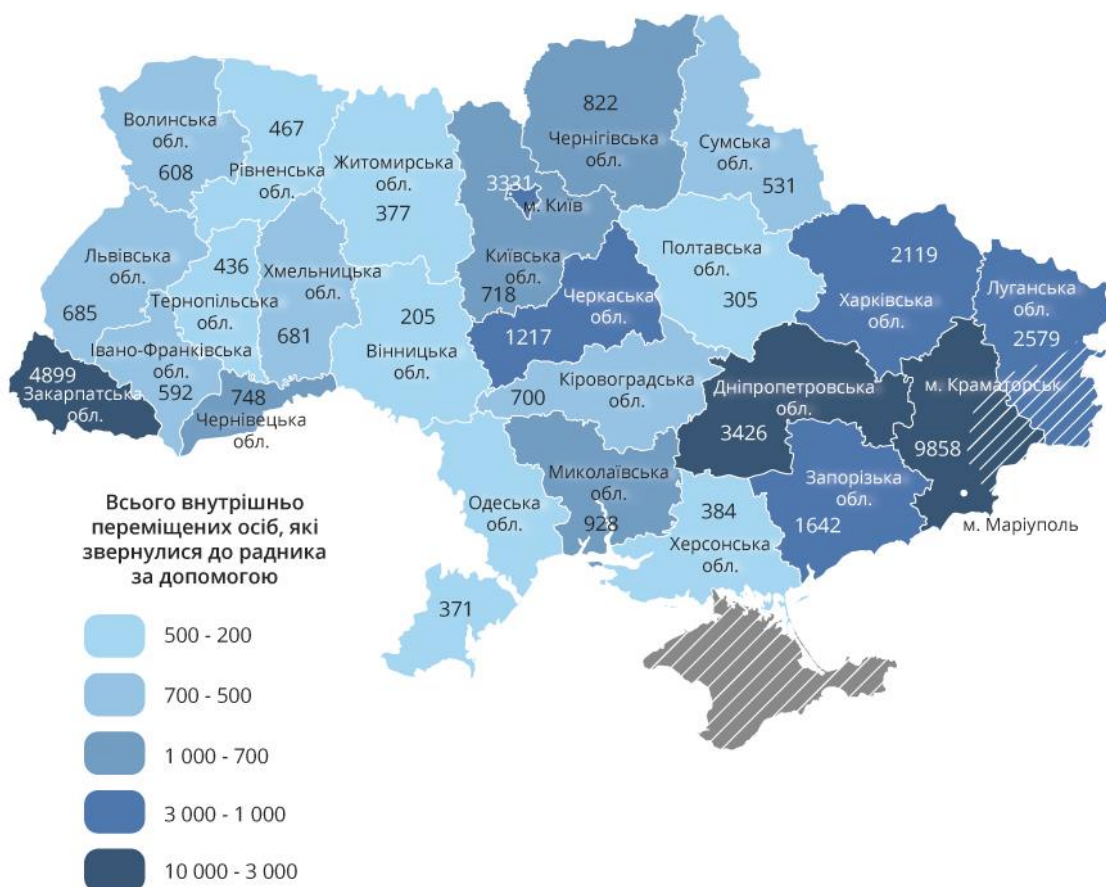 822
Чернігівська
обл.
Волинська
обл.
608
467
Рівненська
обл.
Житомирська
обл.
377
3331
м. Київ
Київська
обл.
718
Сумська
обл.
531
Львівська
обл.
685
436
Тернопільська
обл.
Хмельницька
обл.
681
205
Вінницька
обл.
Черкаська
обл.
1217
Полтавська
обл.
305
2119
Харківська
обл.
Луганська
обл.
2579
Івано-Франківська
обл.
592
4899
Закарпатська
обл.
748
Чернівецька
обл.
Кіровоградська
обл.
700
Дніпропетровська
обл.
3426
м. Краматорськ
9858
Запорізька
обл.
1642
м. Маріуполь
Миколаївська
обл.
928
Одеська
обл.
371
384
Херсонська
обл.
Всього внутрішньо
переміщених осіб, які
звернулися до радника
за допомогою
500 - 200
700 - 500
1 000 - 700
3 000 - 1 000
10 000 - 3 000